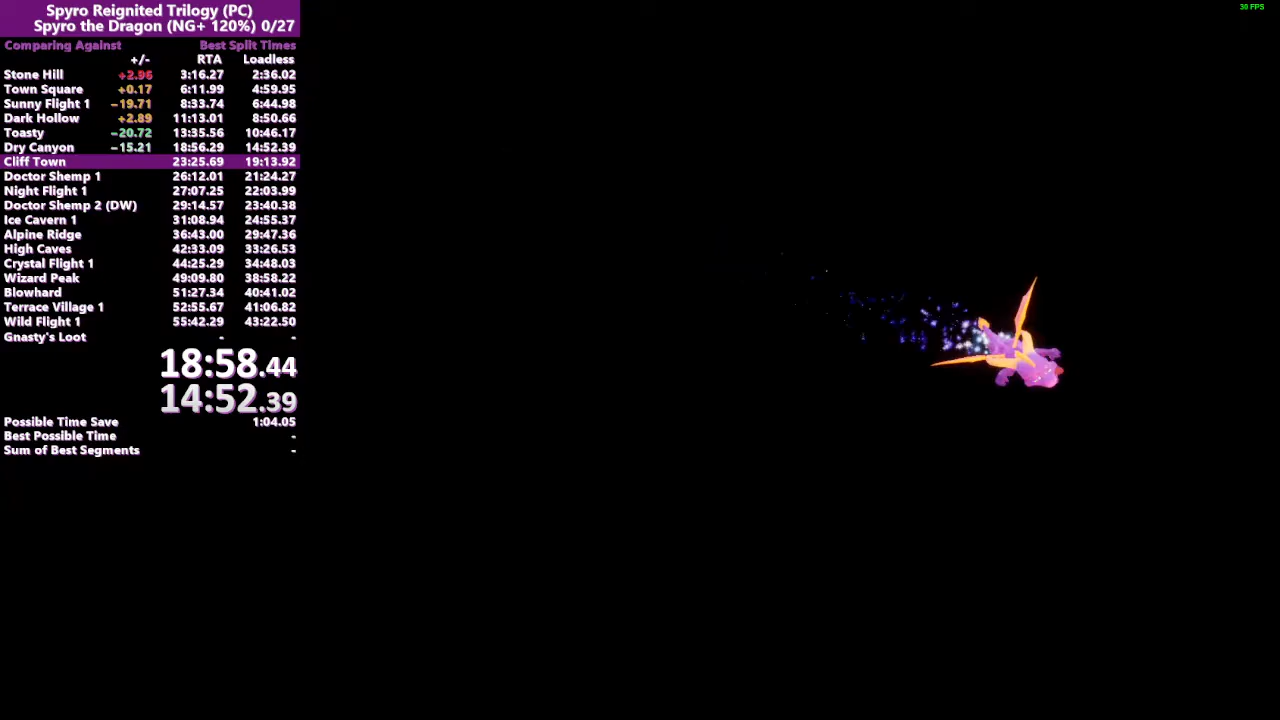 Spyro Reignited Trilogy (PC)
Spyro the Dragon (NG+ 120%) 0/27
Comparing Against Best Split Times
+/- RTA Loadless
Stone Hill +2.96 3:16.27 2:36.02
Town Square +0.17 6:11.99 4:59.95
Sunny Flight 1 −19.71 8:33.74 6:44.98
Dark Hollow +2.89 11:13.01 8:50.66
Toasty −20.72 13:35.56 10:46.17
Dry Canyon −15.21 18:56.29 14:52.39
Cliff Town 23:25.69 19:13.92
Doctor Shemp 1 26:12.01 21:24.27
Night Flight 1 27:07.25 22:03.99
Doctor Shemp 2 (DW) 29:14.57 23:40.38
Ice Cavern 1 31:08.94 24:55.37
Alpine Ridge 36:43.00 29:47.36
High Caves 42:33.09 33:26.53
Crystal Flight 1 44:25.29 34:48.03
Wizard Peak 49:09.80 38:58.22
Blowhard 51:27.34 40:41.02
Terrace Village 1 52:55.67 41:06.82
Wild Flight 1 55:42.29 43:22.50
Gnasty's Loot - -
18:58.44
14:52.39
Possible Time Save 1:04.05
Best Possible Time -
Sum of Best Segments -
30 FPS